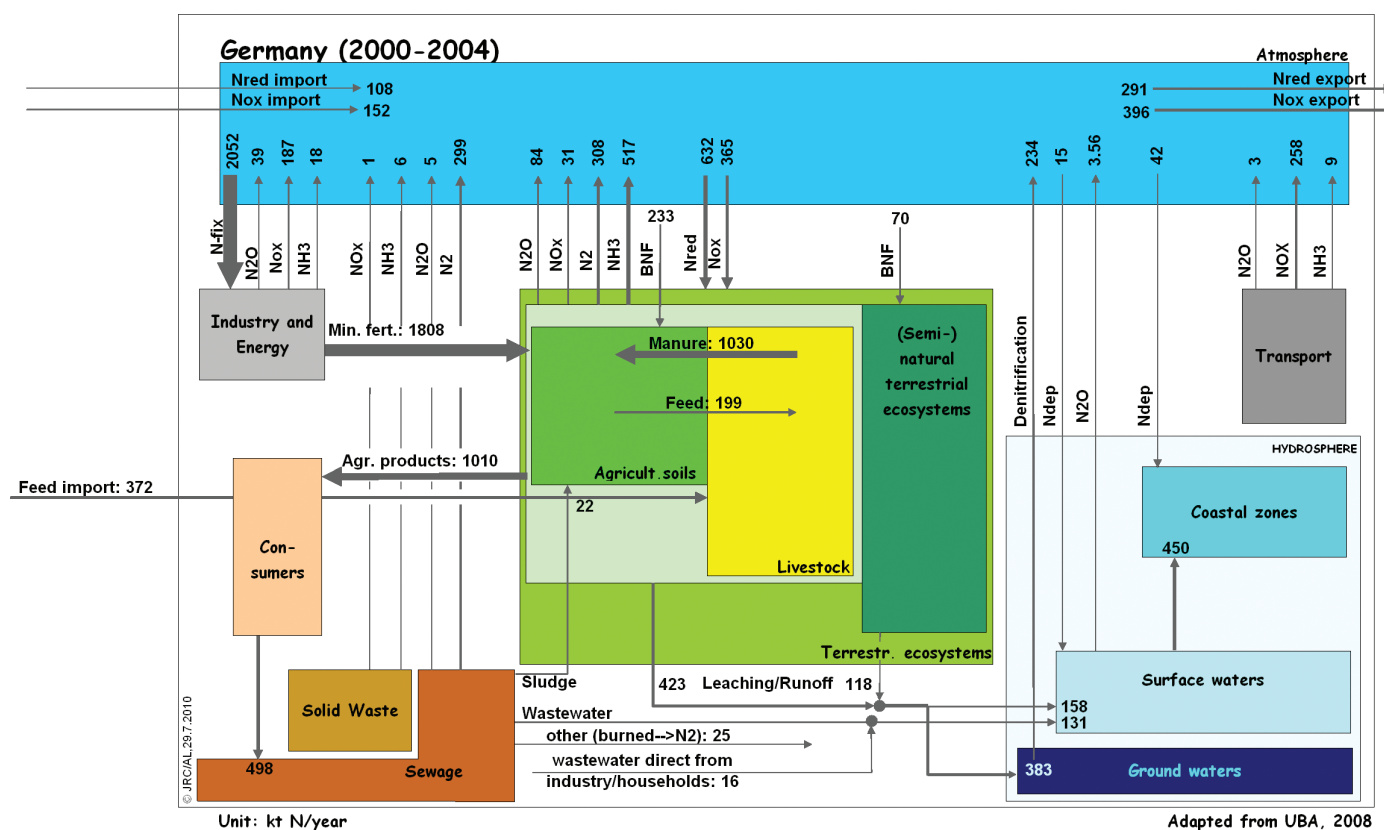 Germany (2000-2004)
Atmosphere
Nred import
108
Nox import
152
291
Nred export
396
Nox export
2052
39
187
18
1
6
5
299
84
31
308
517
632
365
234
15
3.56
42
3
258
9
N-fix
N2O
Nox
NH3
NOx
NH3
N2O
N2
N2O
NOx
N2
NH3
BNF
233
Nred
Nox
BNF
70
Denitrification
Ndep
N2O
Ndep
N2O
NOX
NH3
Industry and
Energy
Min. fert.: 1808
Manure: 1030
Feed: 199
(Semi-)
natural
terrestrial
ecosystems
Transport
HYDROSPHERE
Agr. products: 1010
Agricult.soils
Feed import: 372
22
Coastal zones
450
Con-
sumers
Livestock
Terrestr. ecosystems
Sludge
423
Leaching/Runoff
118
Surface waters
158
131
Solid Waste
Wastewater
other (burned-->N2): 25
wastewater direct from
industry/households: 16
498
Sewage
383
Ground waters
© JRC/AL,29.7.2010
Unit: kt N/year
Adapted from UBA, 2008